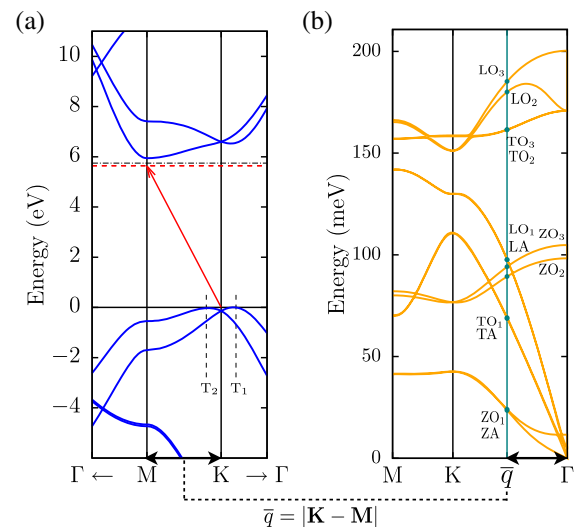 (a)
(b)
10
8
6
4
2
0
−2
−4
Energy (eV)
T₂
T₁
Γ ←
M
K
→ Γ
200
150
100
50
0
Energy (meV)
LO₃
LO₂
TO₃
TO₂
LO₁
ZO₃
LA
ZO₂
TO₁
TA
ZO₁
ZA
M
K
q̅
Γ
q̅ = |K − M|